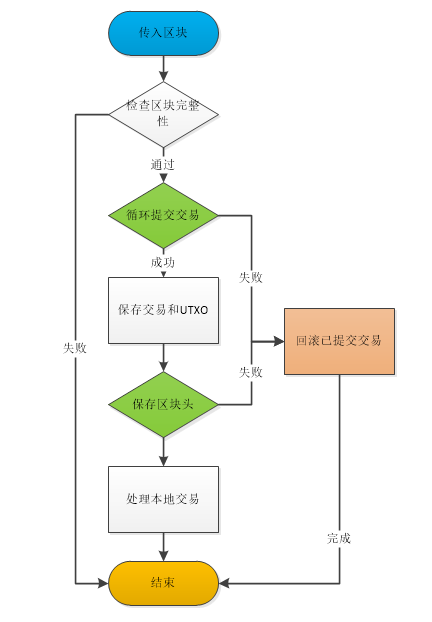 传入区块
检查区块完整
性
通过
循环提交交易
成功
失败
保存交易和UTXO
回滚已提交交易
失败
失败
保存区块头
处理本地交易
完成
结束